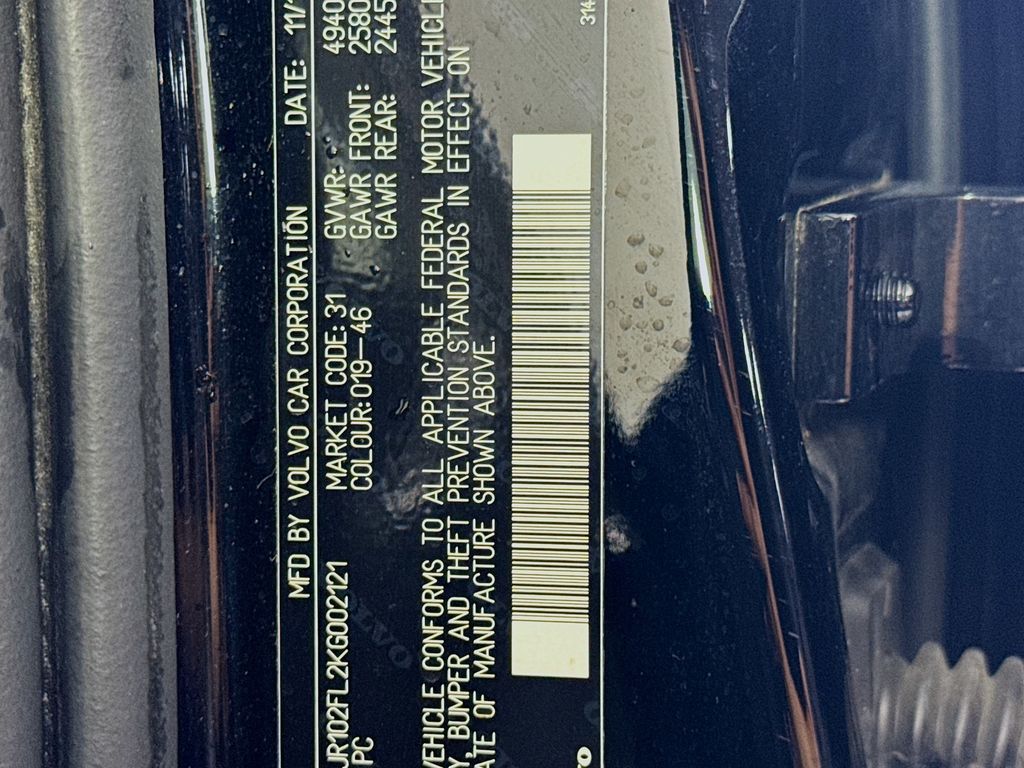 MFD BY VOLVO CAR CORPORATION DATE: 11/
JR102FL2KG002121 MARKET CODE: 31 GVWR: 4940
PC COLOUR: 019-46 GAWR FRONT: 2580
GAWR REAR: 2445
VEHICLE CONFORMS TO ALL APPLICABLE FEDERAL MOTOR VEHICLE
Y, BUMPER AND THEFT PREVENTION STANDARDS IN EFFECT ON
ATE OF MANUFACTURE SHOWN ABOVE.
314
VO